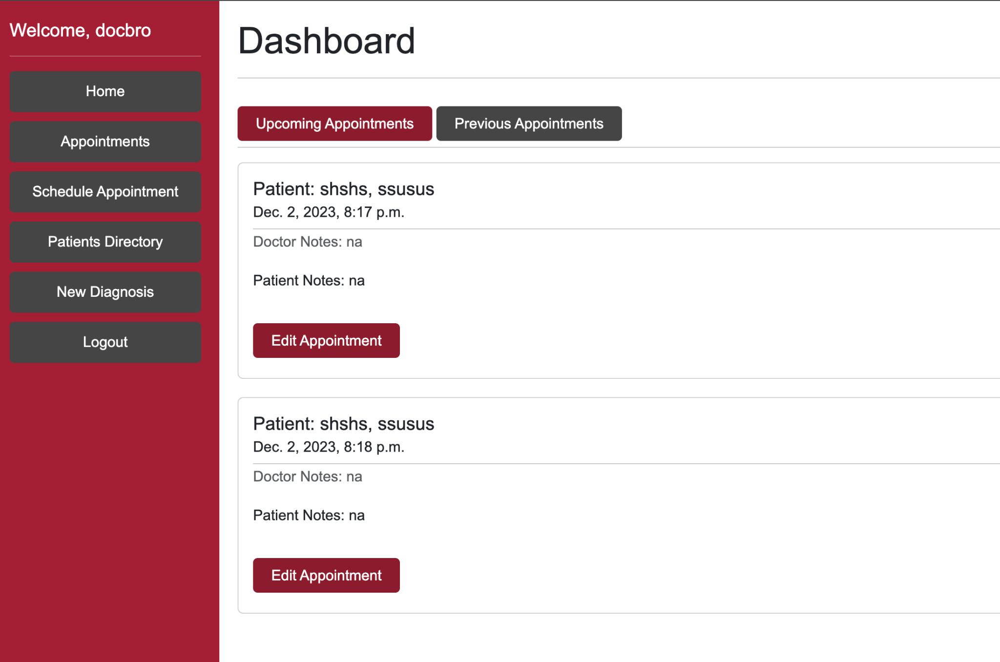 Welcome, docbro
Home
Appointments
Schedule Appointment
Patients Directory
New Diagnosis
Logout
Dashboard
Upcoming Appointments
Previous Appointments
Patient: shshs, ssusus
Dec. 2, 2023, 8:17 p.m.
Doctor Notes: na
Patient Notes: na
Edit Appointment
Patient: shshs, ssusus
Dec. 2, 2023, 8:18 p.m.
Doctor Notes: na
Patient Notes: na
Edit Appointment